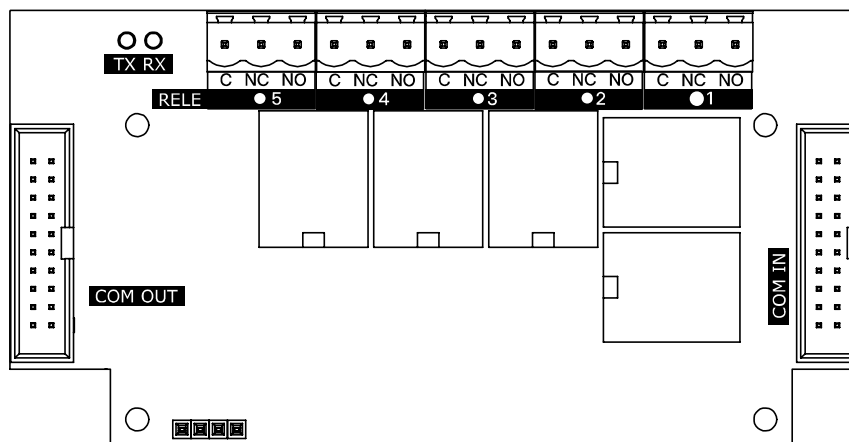 TX RX
C NC NO C NC NO C NC NO C NC NO C NC NO
RELE 5 4 3 2 1
COM OUT
COM IN